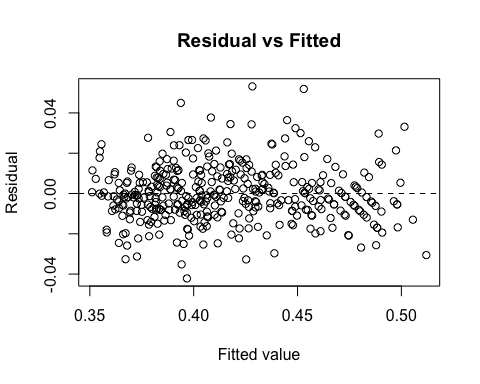 Residual vs Fitted
Residual
0.04
0.00
-0.04
0.35 0.40 0.45 0.50
Fitted value